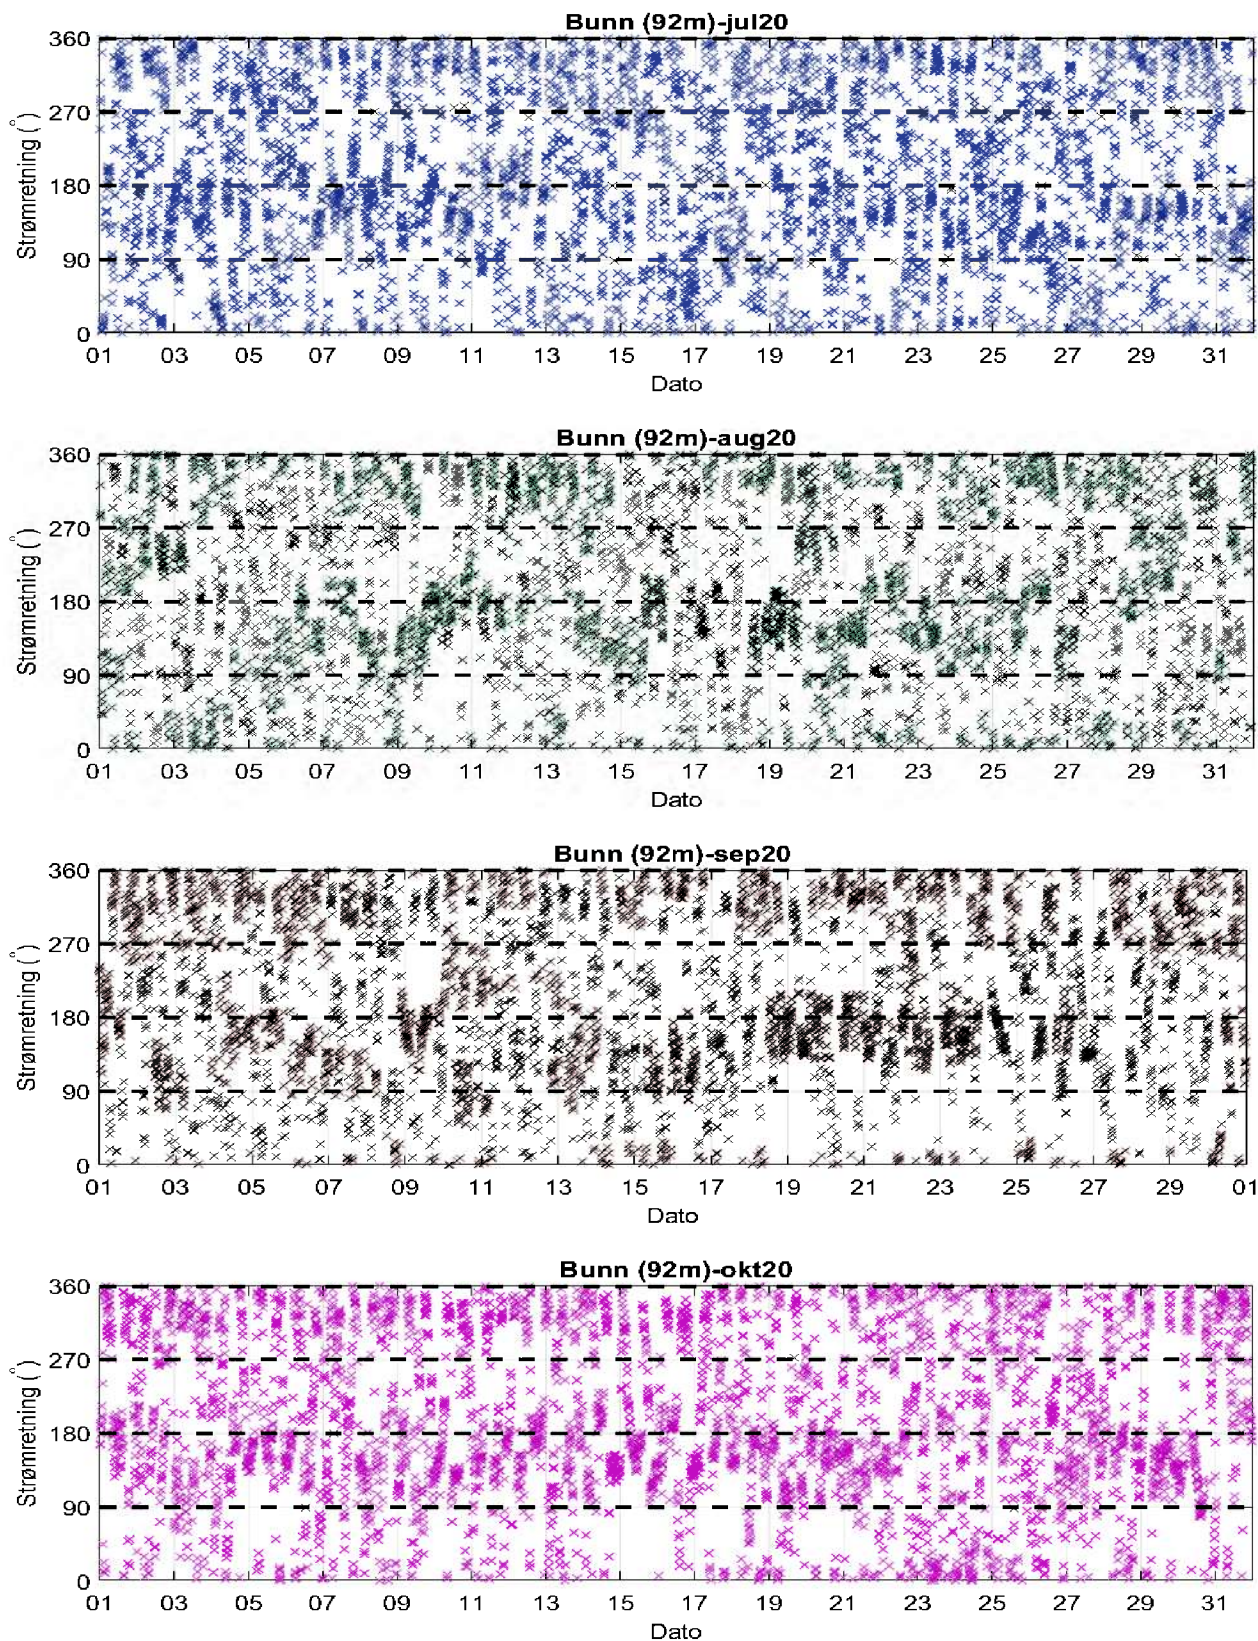 Bunn (92m)-jul20
360
270
180
90
0
Strømretning (°)
01 03 05 07 09 11 13 15 17 19 21 23 25 27 29 31
Dato
Bunn (92m)-aug20
360
270
180
90
0
Strømretning (°)
01 03 05 07 09 11 13 15 17 19 21 23 25 27 29 31
Dato
Bunn (92m)-sep20
360
270
180
90
0
Strømretning (°)
01 03 05 07 09 11 13 15 17 19 21 23 25 27 29 01
Dato
Bunn (92m)-okt20
360
270
180
90
0
Strømretning (°)
01 03 05 07 09 11 13 15 17 19 21 23 25 27 29 31
Dato